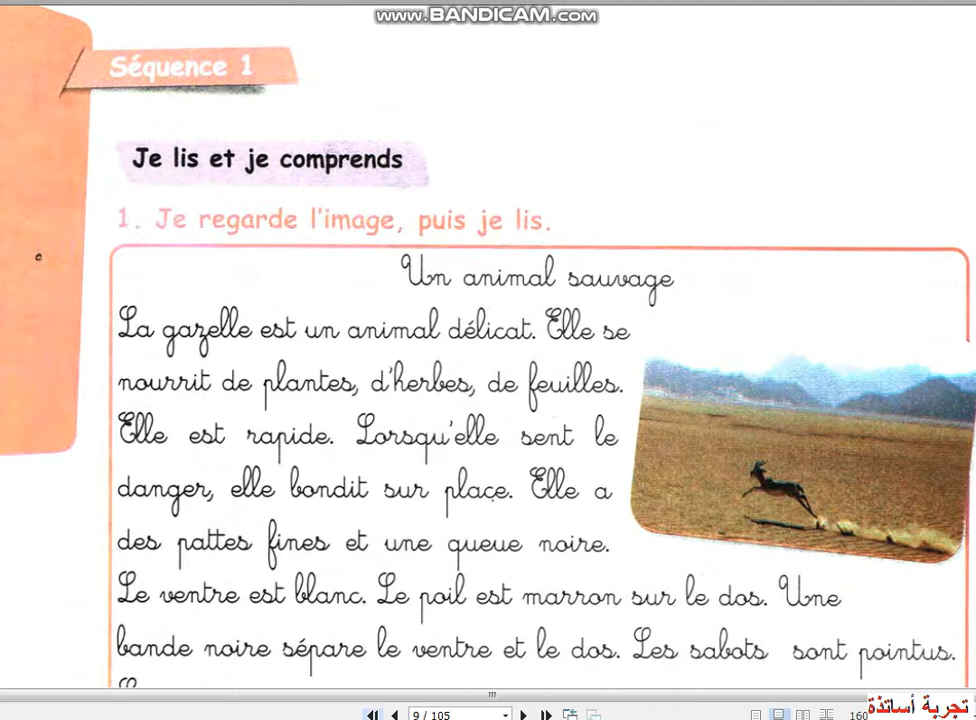 www.BANDICAM.com
Séquence 1
Je lis et je comprends
1. Je regarde l'image, puis je lis.
Un animal sauvage
La gazelle est un animal délicat. Elle se
nourrit de plantes, d'herbes, de feuilles.
Elle est rapide. Lorsqu'elle sent le
danger, elle bondit sur place. Elle a
des pattes fines et une queue noire.
Le ventre est blanc. Le poil est marron sur le dos. Une
bande noire sépare le ventre et le dos. Les sabots sont pointus.
9 / 105
160
تجربة أساتذة